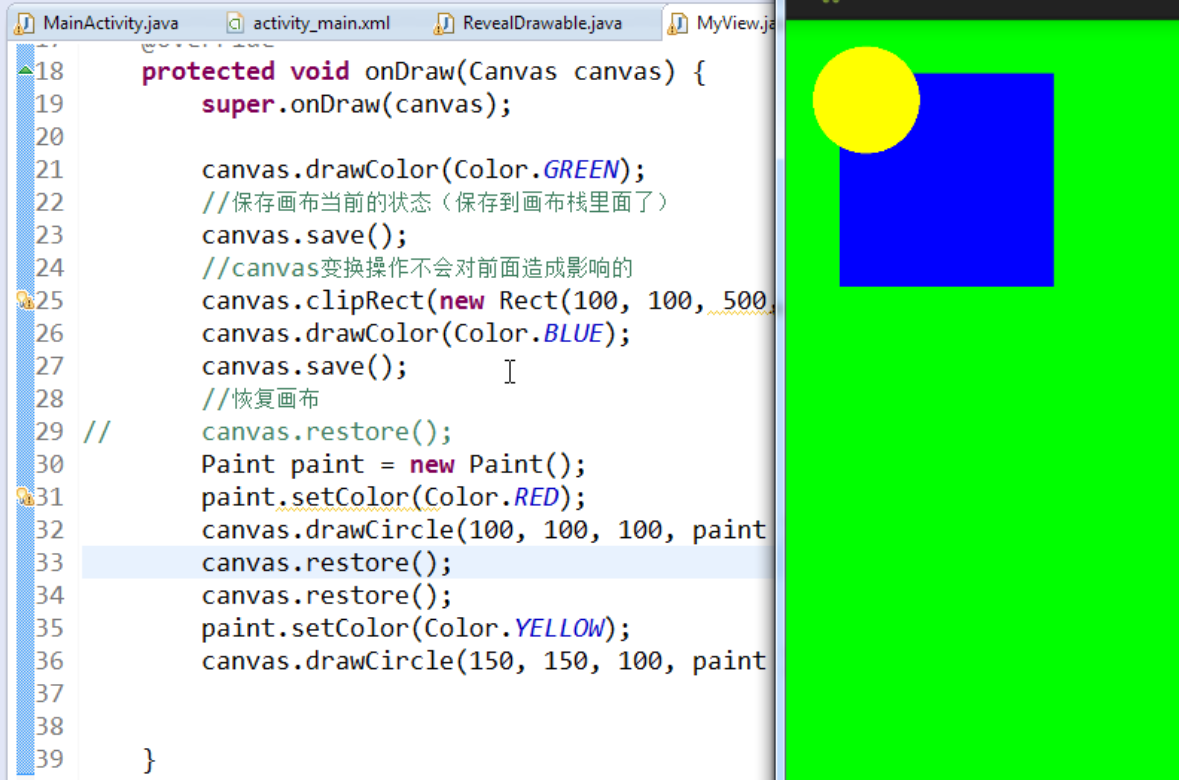 MainActivity.java activity_main.xml RevealDrawable.java MyView.ja
18 protected void onDraw(Canvas canvas) {
19 super.onDraw(canvas);
20
21 canvas.drawColor(Color.GREEN);
22 //保存画布当前的状态（保存到画布栈里面了）
23 canvas.save();
24 //canvas变换操作不会对前面造成影响的
25 canvas.clipRect(new Rect(100, 100, 500,
26 canvas.drawColor(Color.BLUE);
27 canvas.save();
28 //恢复画布
29 // canvas.restore();
30 Paint paint = new Paint();
31 paint.setColor(Color.RED);
32 canvas.drawCircle(100, 100, 100, paint
33 canvas.restore();
34 canvas.restore();
35 paint.setColor(Color.YELLOW);
36 canvas.drawCircle(150, 150, 100, paint
37
38
39 }